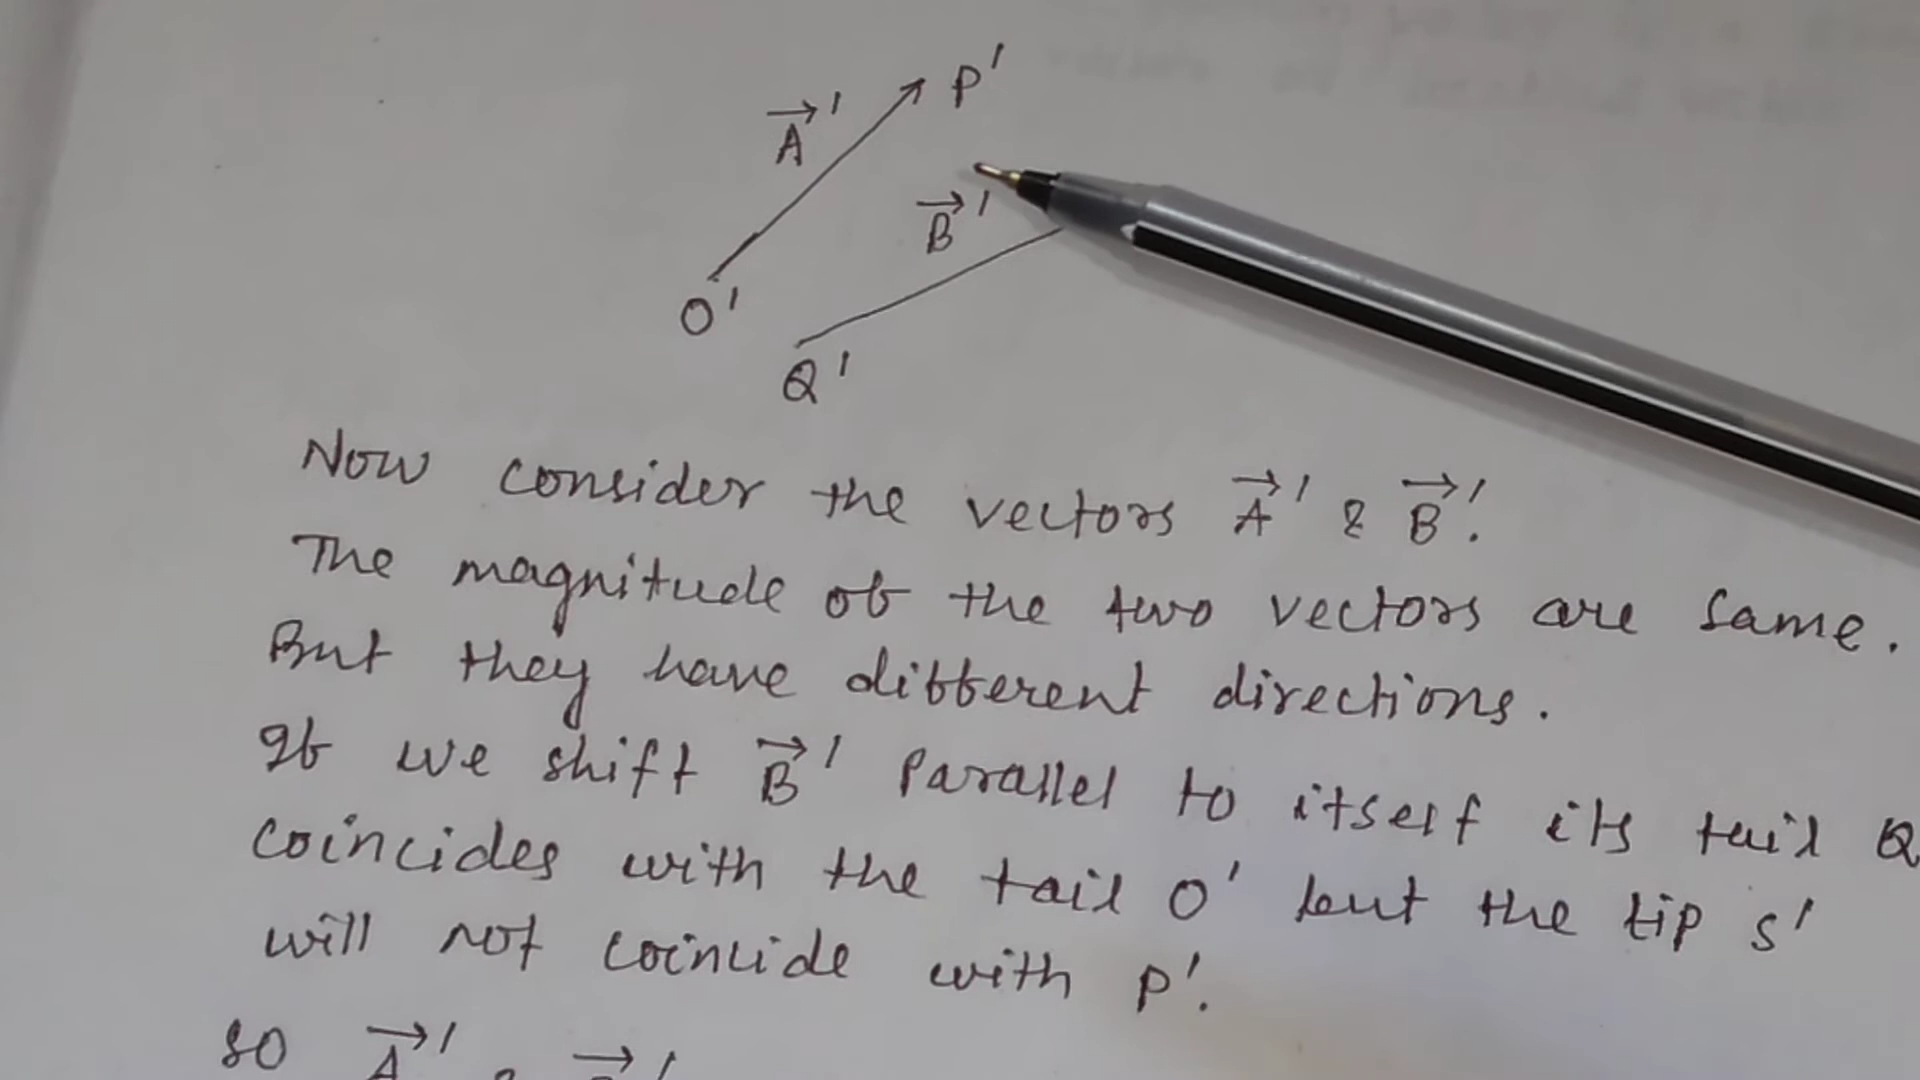 A⃗'
P'
B⃗'
O'
Q'
Now consider the vectors A⃗' & B⃗'.
The magnitude of the two vectors are same.
But they have different directions.
If we shift B⃗' parallel to itself its tail Q
coincides with the tail O' but the tip s'
will not coincide with P'.
so A⃗' &